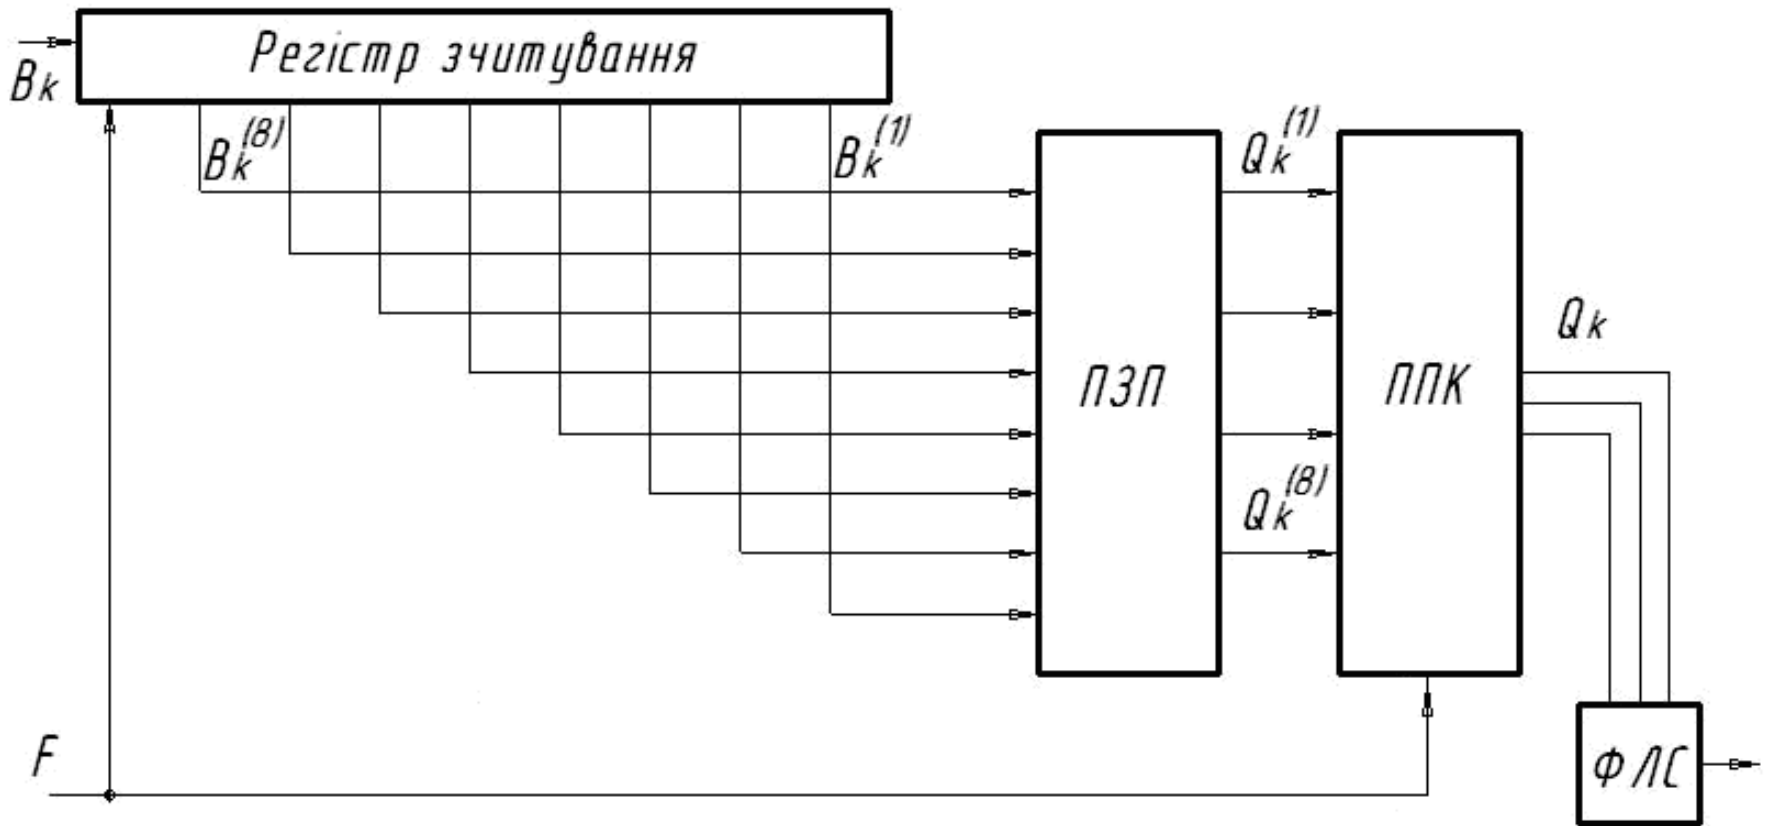 Регістр зчитування
Bk
Bk(8)
Bk(1)
Qk(1)
ПЗП
ППК
Qk
Qk(8)
F
ФЛС